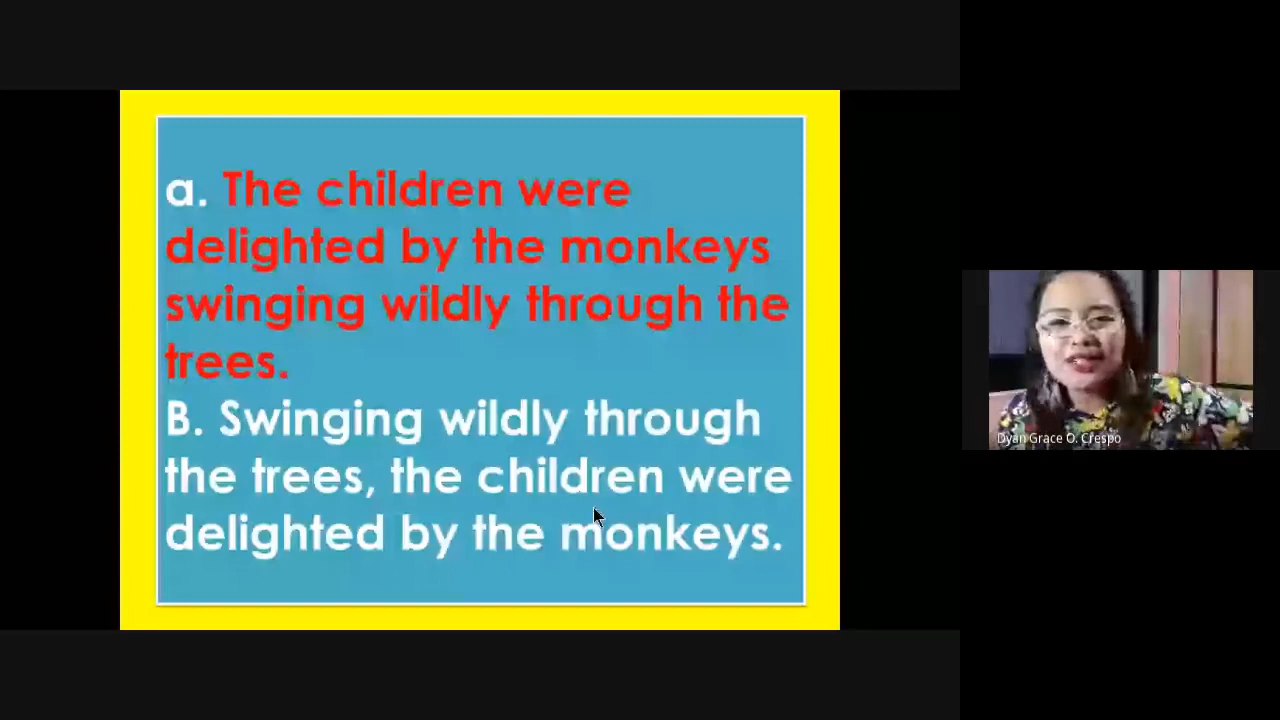 a. The children were
delighted by the monkeys
swinging wildly through the
trees.
B. Swinging wildly through
the trees, the children were
delighted by the monkeys.
Dyan Grace O. Crespo